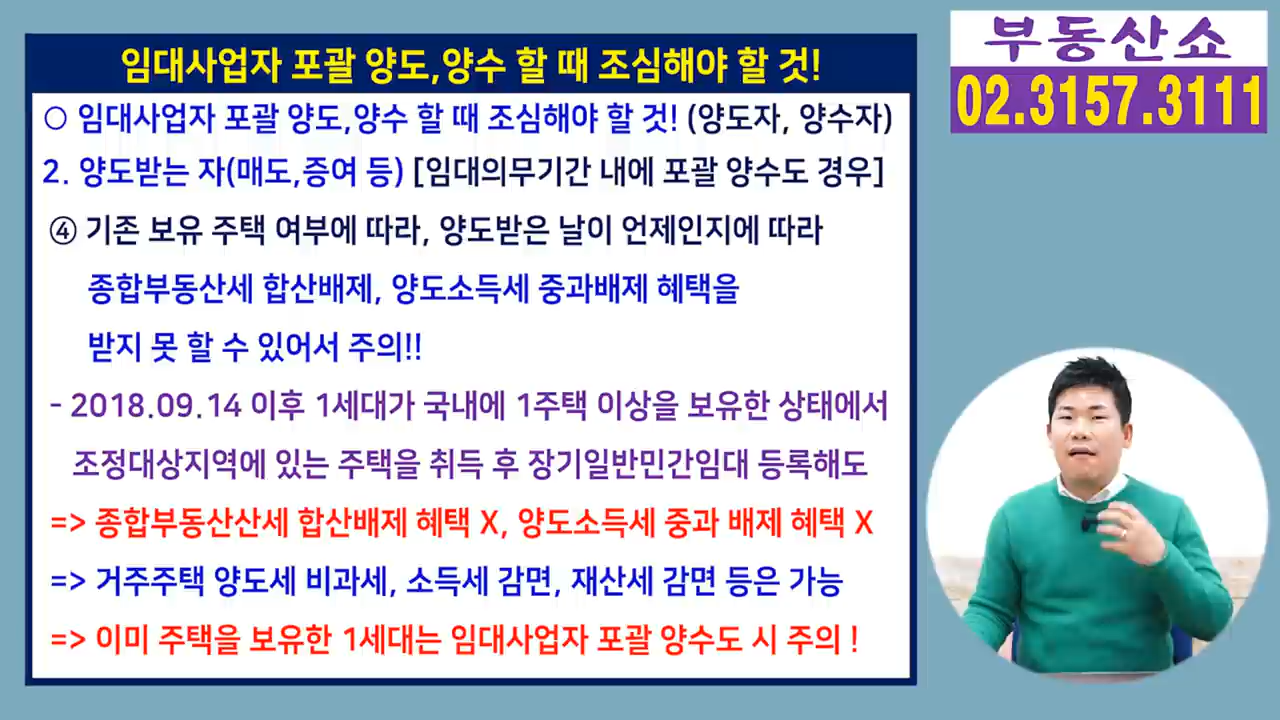 임대사업자 포괄 양도,양수 할 때 조심해야 할 것!
○ 임대사업자 포괄 양도,양수 할 때 조심해야 할 것! (양도자, 양수자)
2. 양도받는 자(매도,증여 등) [임대의무기간 내에 포괄 양수도 경우]
④ 기존 보유 주택 여부에 따라, 양도받은 날이 언제인지에 따라
종합부동산세 합산배제, 양도소득세 중과배제 혜택을
받지 못 할 수 있어서 주의!!
- 2018.09.14 이후 1세대가 국내에 1주택 이상을 보유한 상태에서
조정대상지역에 있는 주택을 취득 후 장기일반민간임대 등록해도
=> 종합부동산산세 합산배제 혜택 X, 양도소득세 중과 배제 혜택 X
=> 거주주택 양도세 비과세, 소득세 감면, 재산세 감면 등은 가능
=> 이미 주택을 보유한 1세대는 임대사업자 포괄 양수도 시 주의 !
부동산쇼
02.3157.3111